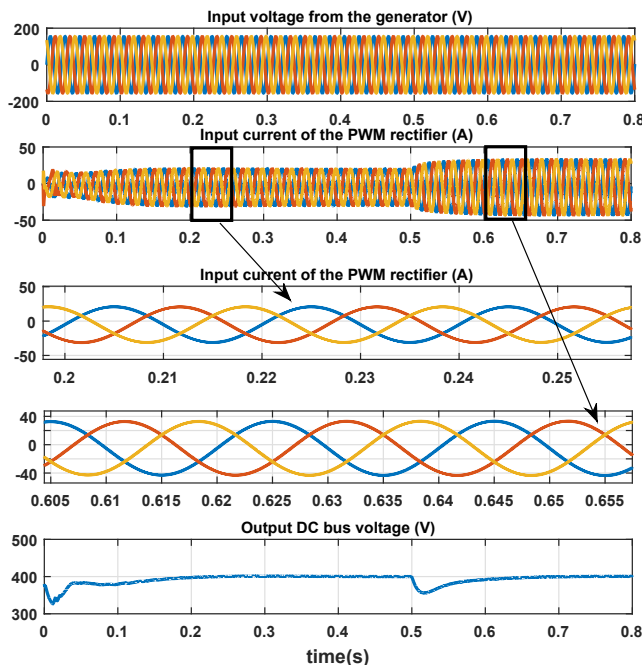 Input voltage from the generator (V)
200
0
-200
0 0.1 0.2 0.3 0.4 0.5 0.6 0.7 0.8
Input current of the PWM rectifier (A)
50
0
-50
0 0.1 0.2 0.3 0.4 0.5 0.6 0.7 0.8
Input current of the PWM rectifier (A)
50
0
-50
0.2 0.21 0.22 0.23 0.24 0.25
40
0
-40
0.605 0.61 0.615 0.62 0.625 0.63 0.635 0.64 0.645 0.65 0.655
Output DC bus voltage (V)
500
400
300
0 0.1 0.2 0.3 0.4 0.5 0.6 0.7 0.8
time(s)